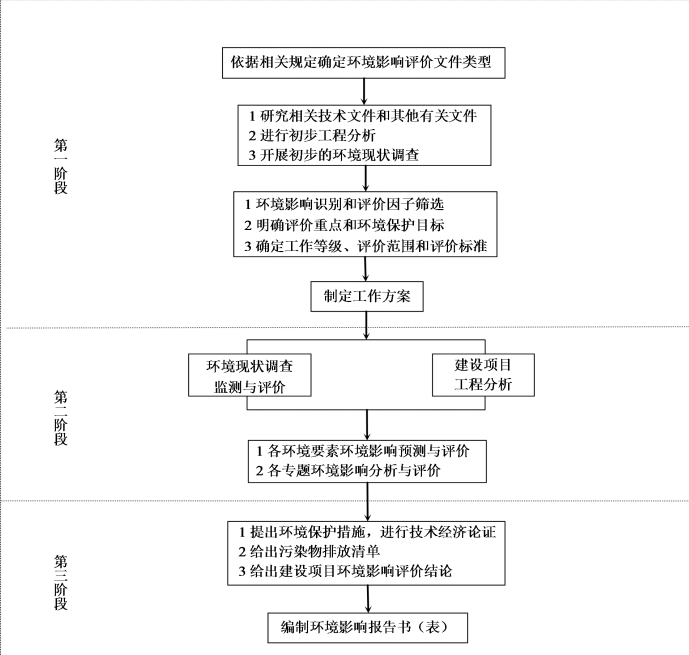 依据相关规定确定环境影响评价文件类型
第一阶段
1 研究相关技术文件和其他有关文件
2 进行初步工程分析
3 开展初步的环境现状调查
1 环境影响识别和评价因子筛选
2 明确评价重点和环境保护目标
3 确定工作等级、评价范围和评价标准
制定工作方案
第二阶段
环境现状调查
监测与评价
建设项目
工程分析
1 各环境要素环境影响预测与评价
2 各专题环境影响分析与评价
第三阶段
1 提出环境保护措施，进行技术经济论证
2 给出污染物排放清单
3 给出建设项目环境影响评价结论
编制环境影响报告书（表）